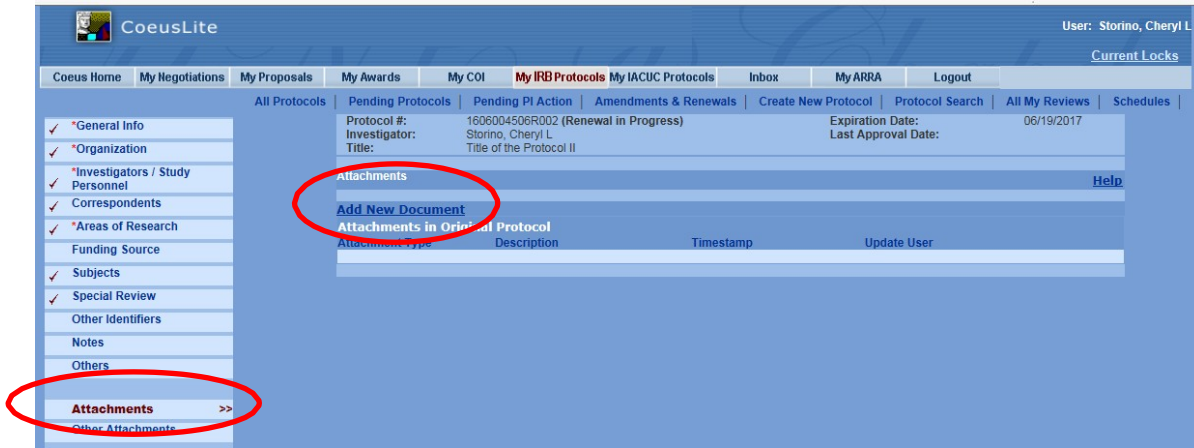 CoeusLite
User: Storino, Cheryl L
Current Locks
Coeus Home My Negotiations My Proposals My Awards My COI My IRB Protocols My IACUC Protocols Inbox My ARRA Logout
All Protocols | Pending Protocols | Pending PI Action | Amendments & Renewals | Create New Protocol | Protocol Search | All My Reviews | Schedules |
Protocol #: 1606004506R002 (Renewal in Progress) Expiration Date: 06/19/2017
Investigator: Storino, Cheryl L Last Approval Date:
Title: Title of the Protocol II
Attachments
Help
Add New Document
Attachments in Original Protocol
Attachment Type Description Timestamp Update User
*General Info
*Organization
*Investigators / Study
Personnel
Correspondents
*Areas of Research
Funding Source
Subjects
Special Review
Other Identifiers
Notes
Others
Attachments >>
Other Attachments